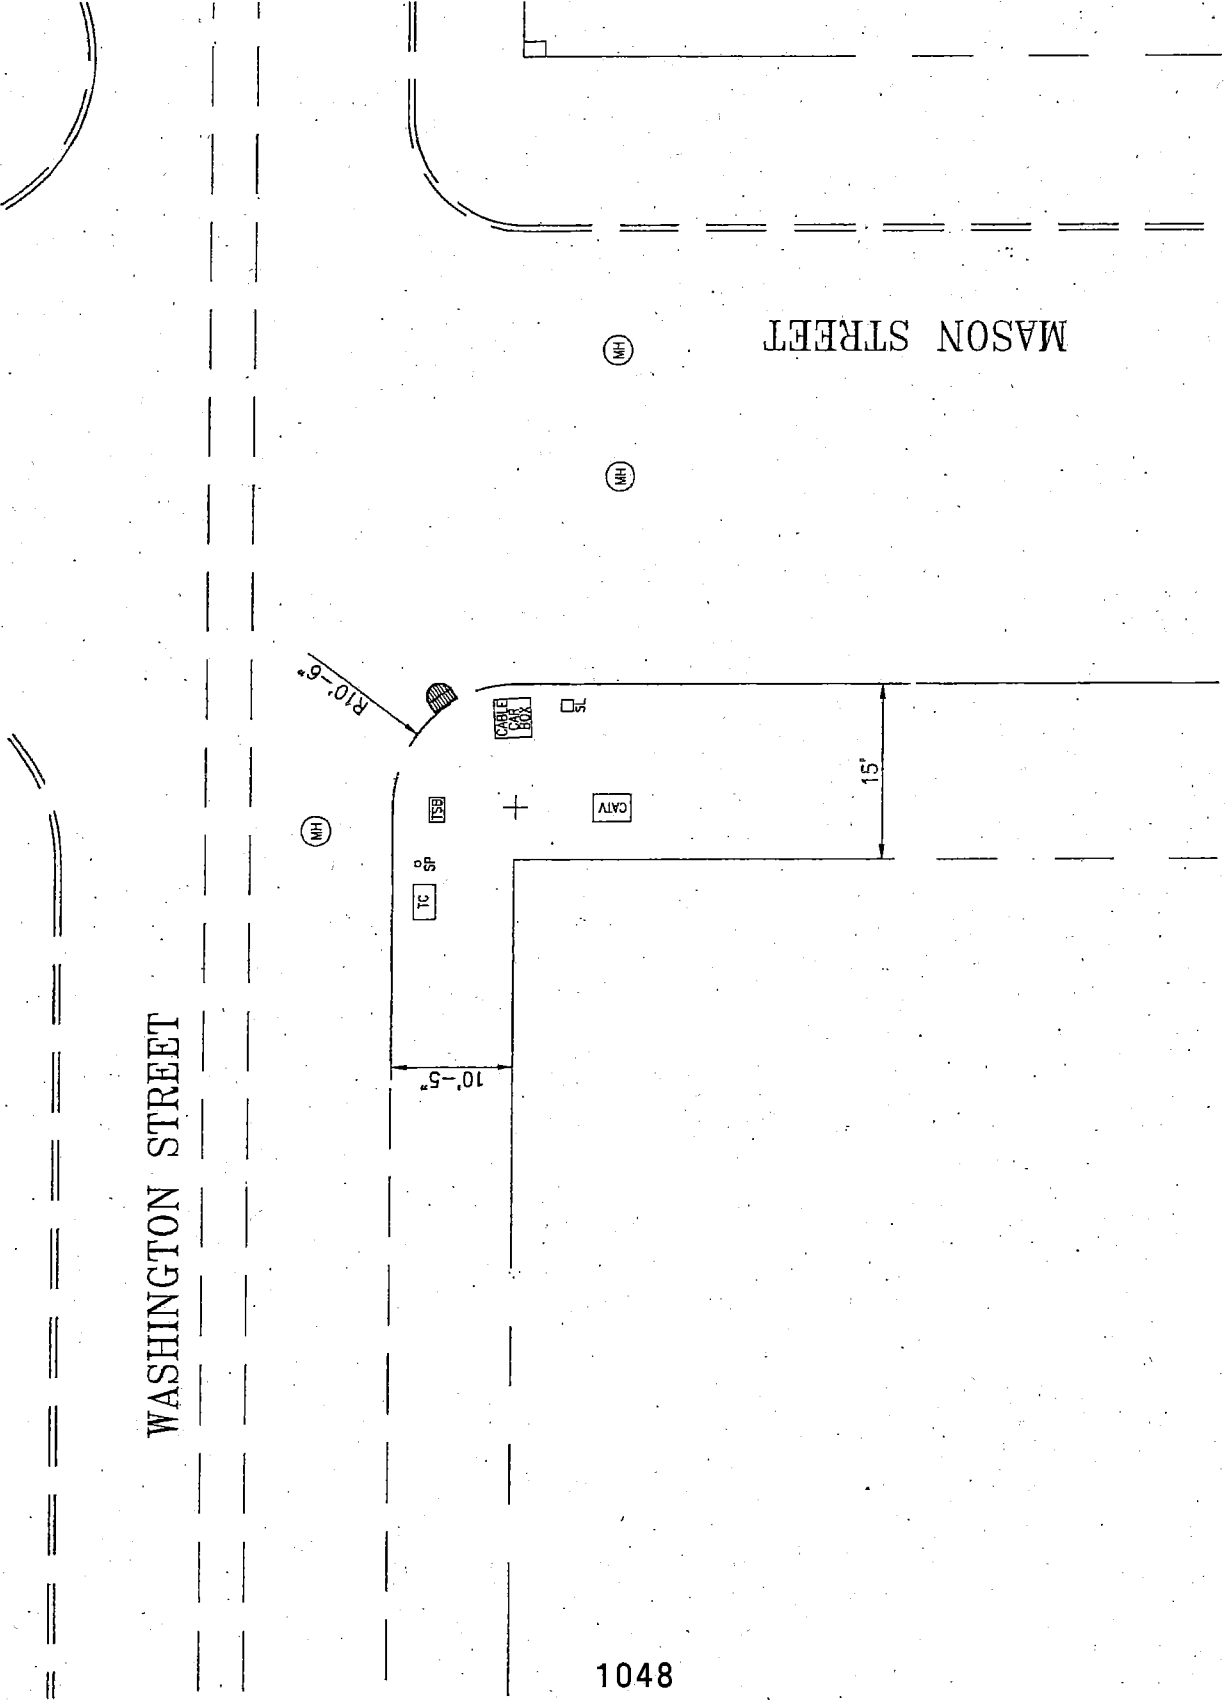 MASON STREET
MH
MH
R10'-6"
CABLE
CAR
BOX
SL
TSB
CATV
15'
MH
SP
TC
10'-5"
WASHINGTON STREET
1048